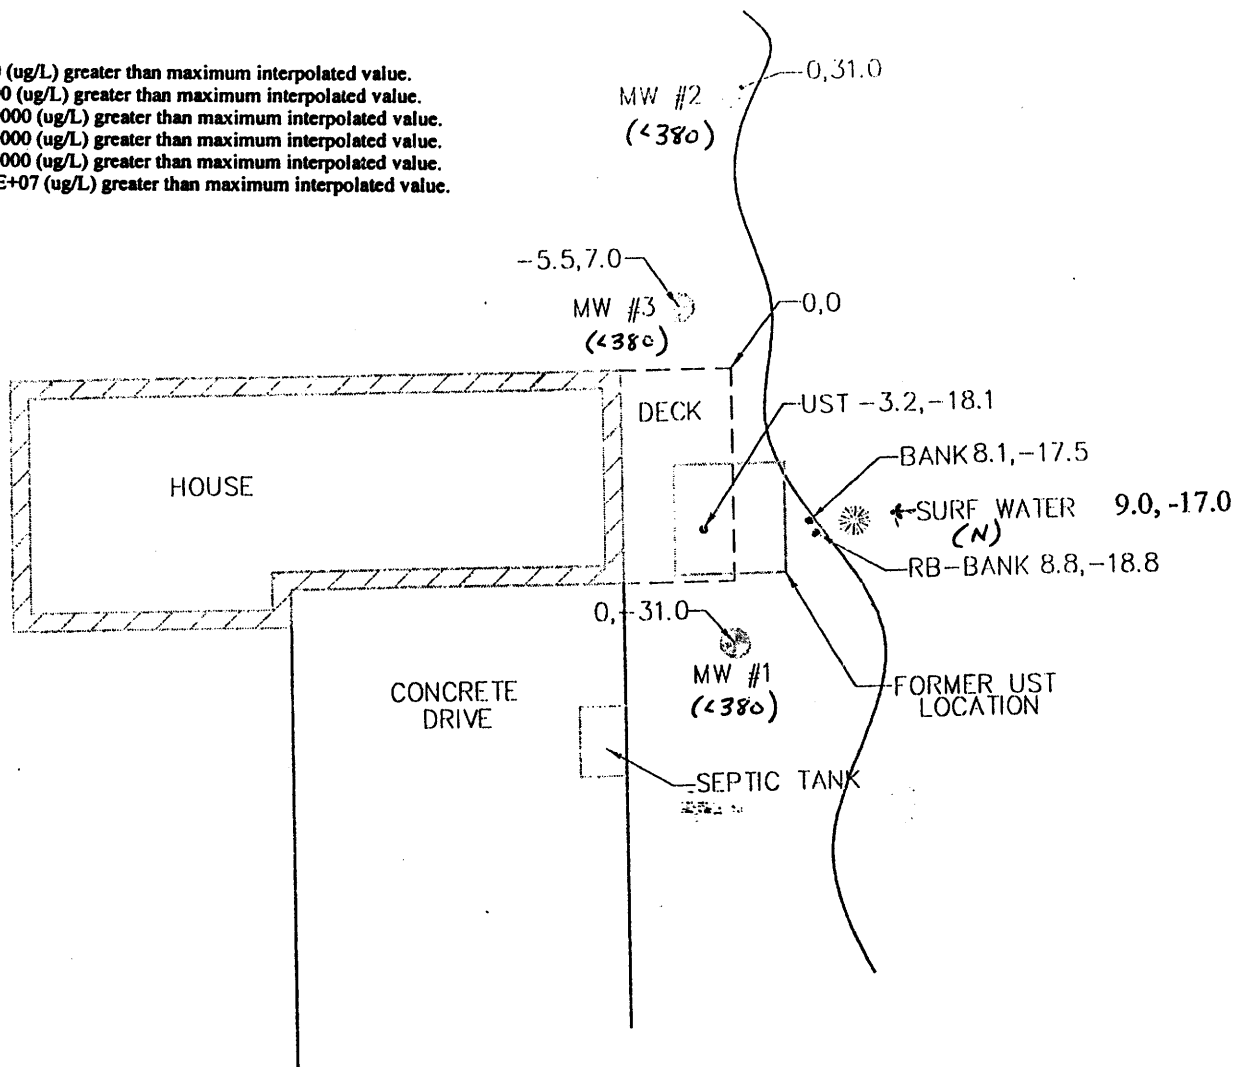 (ug/L) greater than maximum interpolated value.
0 (ug/L) greater than maximum interpolated value.
000 (ug/L) greater than maximum interpolated value.
000 (ug/L) greater than maximum interpolated value.
000 (ug/L) greater than maximum interpolated value.
E+07 (ug/L) greater than maximum interpolated value.
0,31.0
MW #2
(<380)
-5.5,7.0
MW #3
(<380)
0,0
DECK
UST -3.2,-18.1
BANK 8.1,-17.5
HOUSE
SURF WATER 9.0, -17.0
(N)
RB-BANK 8.8,-18.8
0,-31.0
MW #1
(<380)
FORMER UST
LOCATION
CONCRETE
DRIVE
SEPTIC TANK